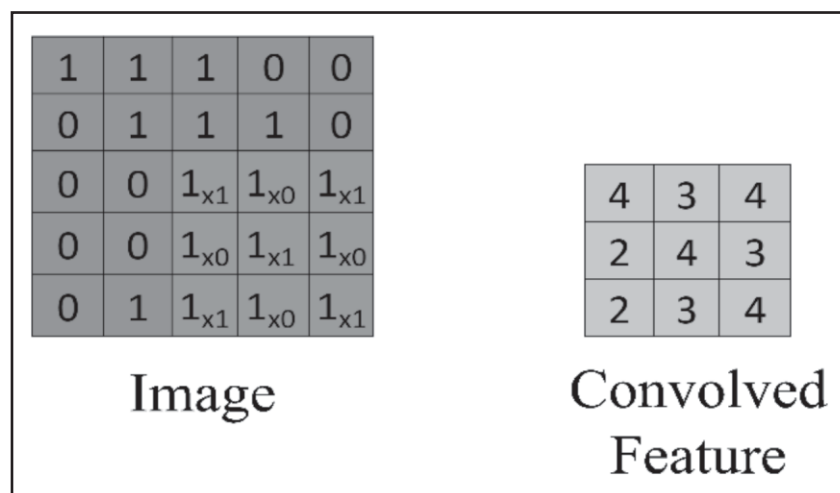 1 1 1 0 0
0 1 1 1 0
0 0 1x1 1x0 1x1
0 0 1x0 1x1 1x0
0 1 1x1 1x0 1x1
Image
4 3 4
2 4 3
2 3 4
Convolved
Feature